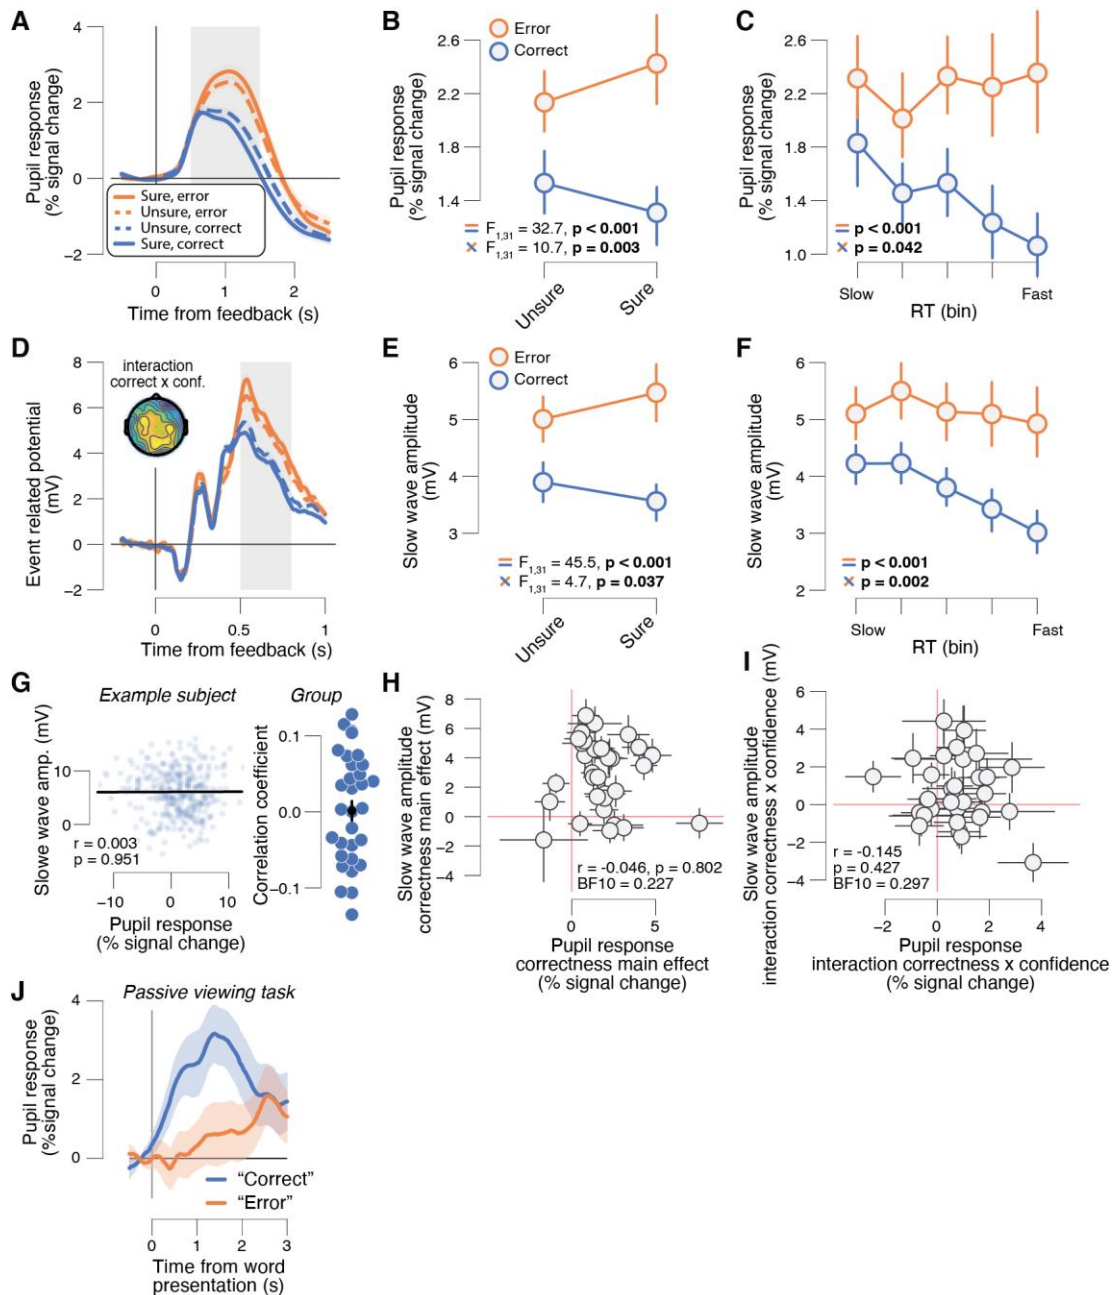 A
Pupil response
(% signal change)
4
2
0
−2
Sure, error
Unsure, error
Unsure, correct
Sure, correct
0
1
2
Time from feedback (s)
B
Error
Correct
Pupil response
(% signal change)
2.6
2.2
1.8
1.4
F1,31 = 32.7, p < 0.001
F1,31 = 10.7, p = 0.003
Unsure
Sure
C
Pupil response
(% signal change)
2.6
2.2
1.8
1.4
1.0
p < 0.001
p = 0.042
Slow
Fast
RT (bin)
D
interaction
correct x conf.
Event related potential
(mV)
8
6
4
2
0
−2
0
0.5
1
Time from feedback (s)
E
Error
Correct
Slow wave amplitude
(mV)
6
5
4
3
F1,31 = 45.5, p < 0.001
F1,31 = 4.7, p = 0.037
Unsure
Sure
F
Slow wave amplitude
(mV)
6
5
4
3
2
p < 0.001
p = 0.002
Slow
Fast
RT (bin)
G
Example subject
Slowe wave amp. (mV)
10
0
r = 0.003
p = 0.951
−10
0
10
Pupil response
(% signal change)
Group
Correlation coefficient
0.1
0.0
−0.1
H
Slow wave amplitude
correctness main effect (mV)
8
6
4
2
0
−2
−4
r = -0.046, p = 0.802
BF10 = 0.227
0
5
Pupil response
correctness main effect
(% signal change)
I
Slow wave amplitude
interaction correctness x confidence (mV)
6
4
2
0
−2
−4
r = -0.145
p = 0.427
BF10 = 0.297
−2
0
2
4
Pupil response
interaction correctness x confidence
(% signal change)
J
Passive viewing task
Pupil response
(%signal change)
4
2
0
“Correct”
“Error”
0
1
2
3
Time from word
presentation (s)